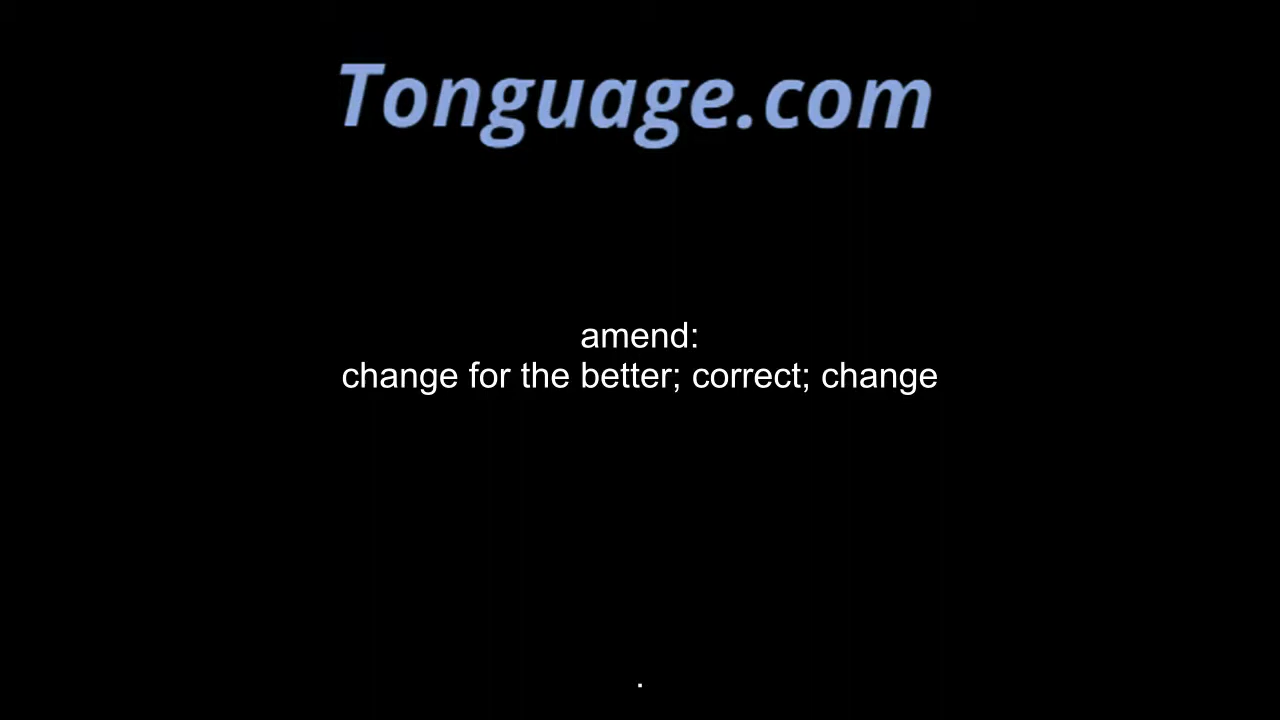 Tonguage.com
amend:
change for the better; correct; change
.